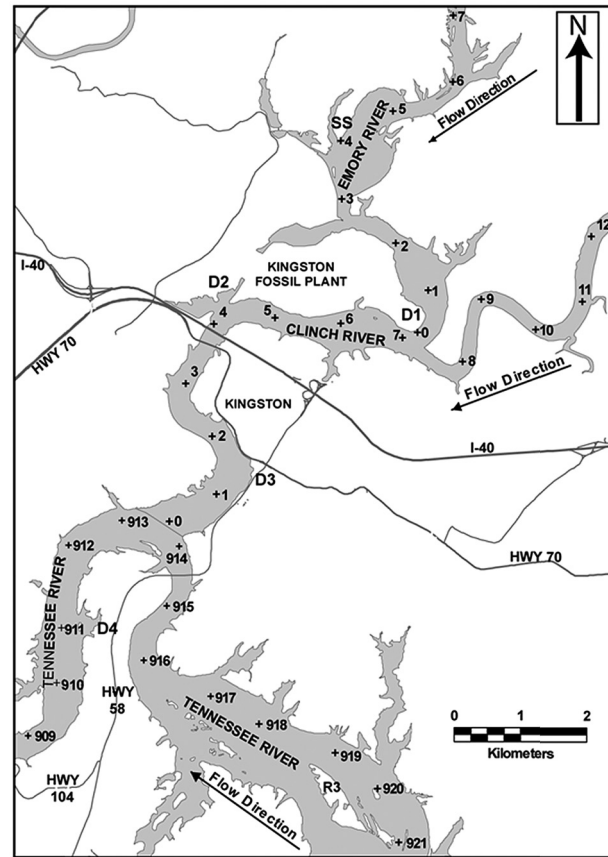 N
+7
+6
Flow Direction
+5
SS
+4
EMORY RIVER
+3
+2
12
+
KINGSTON
FOSSIL PLANT
I-40
D2
+1
11
+
+9
D1
4
+
5+
+6
+0
+10
CLINCH RIVER
7+
HWY 70
+8
3
+
Flow Direction
KINGSTON
+2
I-40
D3
+1
+913
+0
+912
+
914
HWY 70
TENNESSEE RIVER
+915
+911
D4
+916
+910
HWY
58
+917
+918
0 1 2
Kilometers
TENNESSEE RIVER
+909
+919
HWY
104
R3
+920
Flow Direction
+921